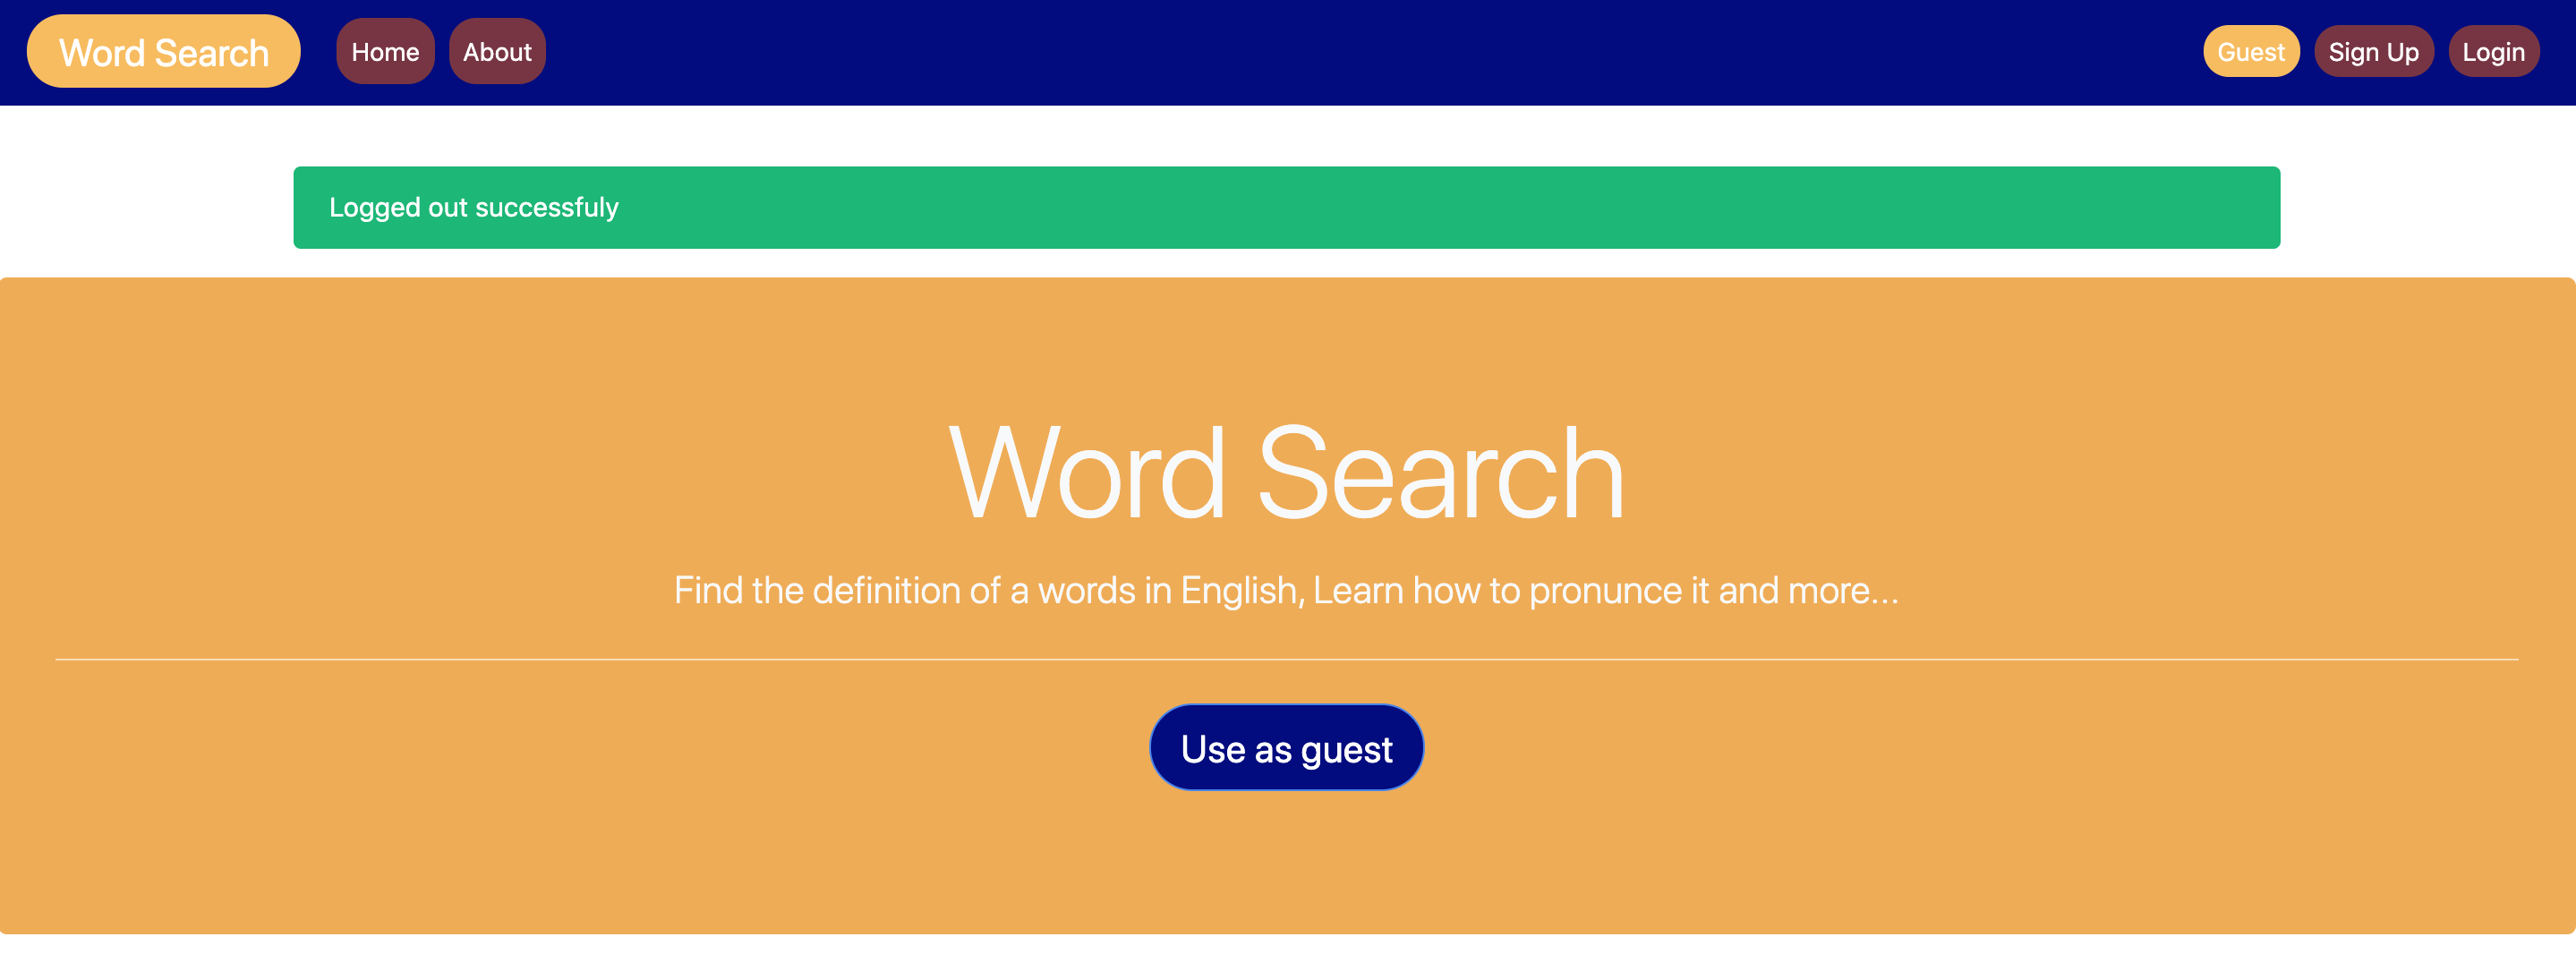 Word Search
Home
About
Guest
Sign Up
Login
Logged out successfuly
Word Search
Find the definition of a words in English, Learn how to pronunce it and more...
Use as guest